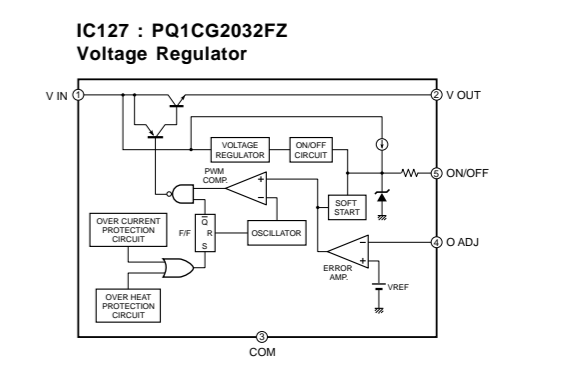 IC127 : PQ1CG2032FZ
Voltage Regulator
V IN
1
2
V OUT
VOLTAGE
REGULATOR
ON/OFF
CIRCUIT
PWM
COMP.
+
−
5
ON/OFF
SOFT
START
OVER CURRENT
PROTECTION
CIRCUIT
F/F
Q
R
S
OSCILLATOR
−
+
4
O ADJ
ERROR
AMP.
VREF
OVER HEAT
PROTECTION
CIRCUIT
3
COM